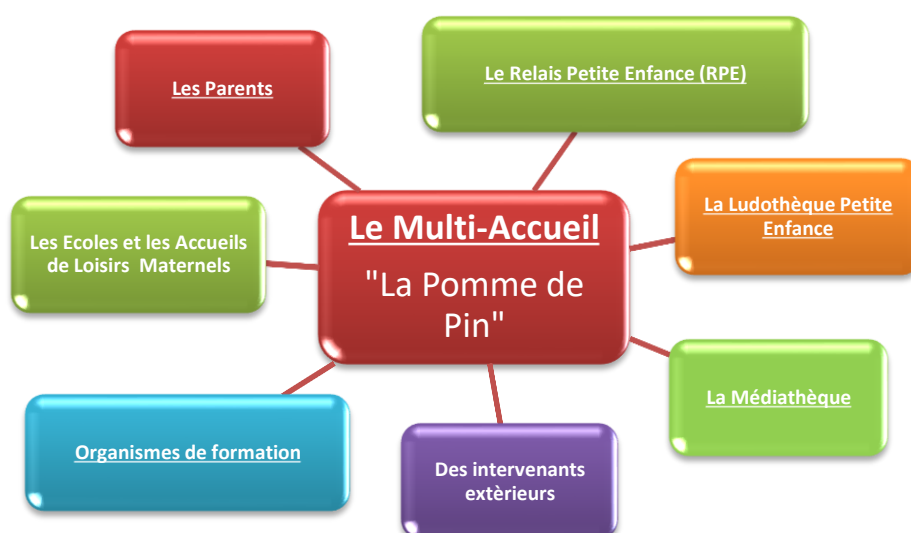 Les Parents
Le Relais Petite Enfance (RPE)
La Ludothèque Petite
Enfance
Les Ecoles et les Accueils
de Loisirs  Maternels
Le Multi-Accueil
"La Pomme de
Pin"
La Médiathèque
Organismes de formation
Des intervenants
extèrieurs